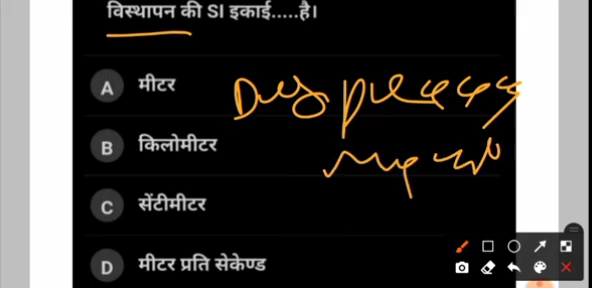 विस्थापन की SI इकाई.....है।
A मीटर
B किलोमीटर
C सेंटीमीटर
D मीटर प्रति सेकेण्ड